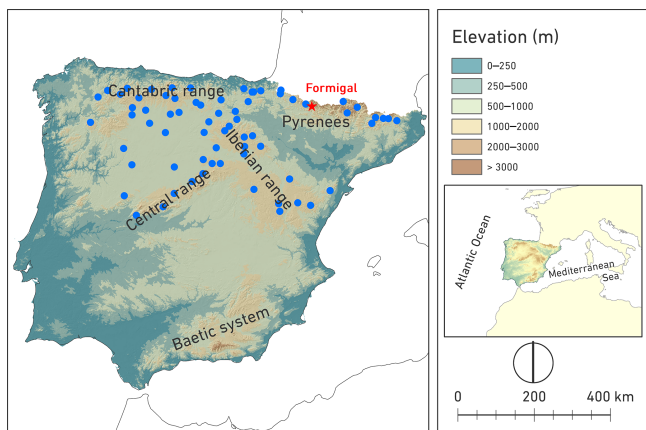 Cantabric range
Formigal
Pyrenees
Iberian range
Central range
Baetic system
Elevation (m)
0–250
250–500
500–1000
1000–2000
2000–3000
> 3000
Atlantic Ocean
Mediterranean
Sea
0 200 400 km